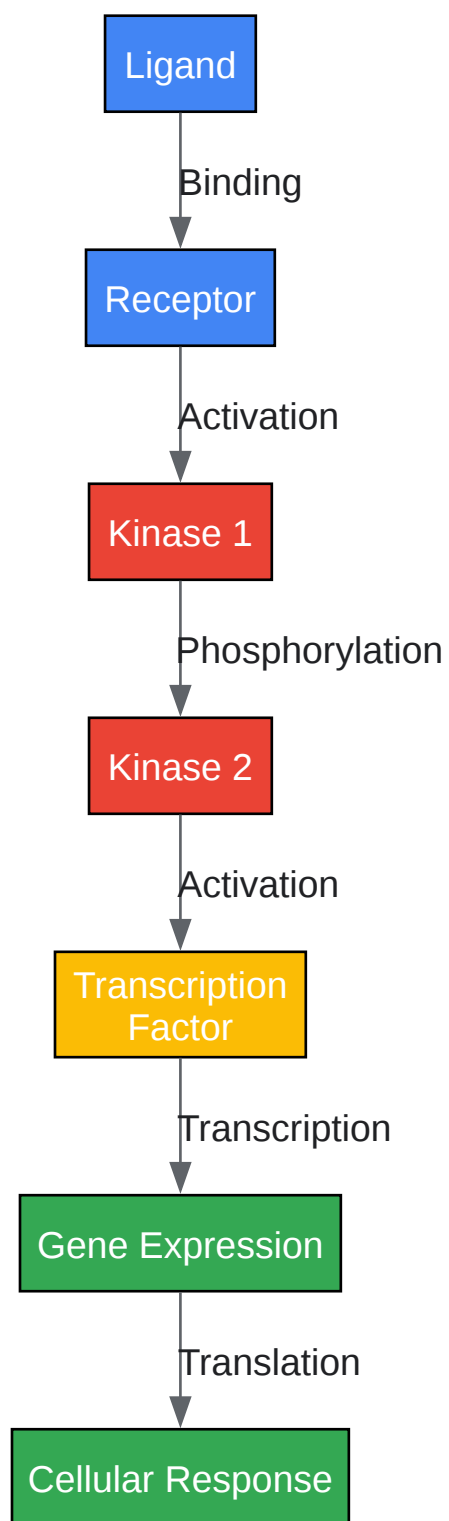 Ligand
Binding
Receptor
Activation
Kinase 1
Phosphorylation
Kinase 2
Activation
Transcription
Factor
Transcription
Gene Expression
Translation
Cellular Response